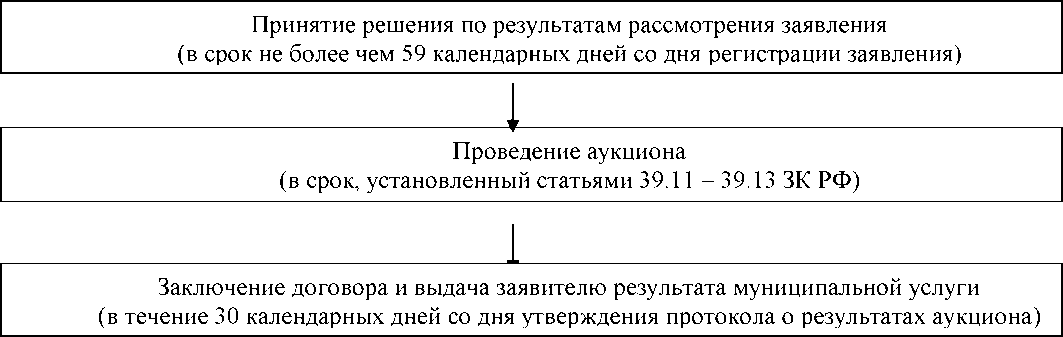 Принятие решения по результатам рассмотрения заявления
(в срок не более чем 59 календарных дней со дня регистрации заявления)
Проведение аукциона
(в срок, установленный статьями 39.11 – 39.13 ЗК РФ)
Заключение договора и выдача заявителю результата муниципальной услуги
(в течение 30 календарных дней со дня утверждения протокола о результатах аукциона)